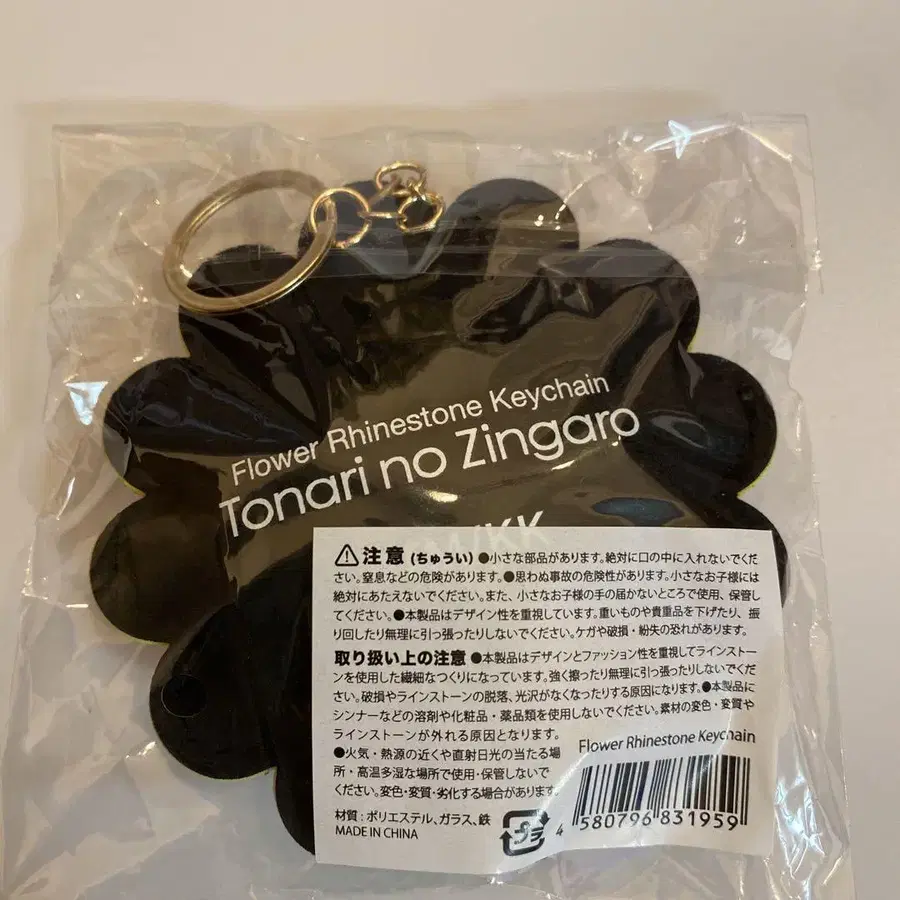 Flower Rhinestone Keychain
Tonari no Zingaro
KK
注意 (ちゅうい) ●小さな部品があります。絶対に口の中に入れないでくだ
さい。窒息などの危険があります。●思わぬ事故の危険性があります。小さなお子様には
絶対にあたえないでください。また、小さなお子様の手の届かないところで使用、保管し
てください。●本製品はデザイン性を重視しています。重いものや貴重品を下げたり、振
り回したり無理に引っ張ったりしないでください。ケガや破損・紛失の恐れがあります。
取り扱い上の注意 ●本製品はデザインとファッション性を重視してラインストー
ンを使用した繊細なつくりになっています。強く擦ったり無理に引っ張ったりしないでくだ
さい。破損やラインストーンの脱落、光沢がなくなったりする原因になります。●本製品に
シンナーなどの溶剤や化粧品・薬品類を使用しないでください。素材の変色・変質や
ラインストーンが外れる原因となります。
●火気・熱源の近くや直射日光の当たる場
所・高温多湿な場所で使用・保管しないで
ください。変色・変質・劣化する場合があります。
材質：ポリエステル、ガラス、鉄
MADE IN CHINA
プラ
Flower Rhinestone Keychain
4 580796 831959